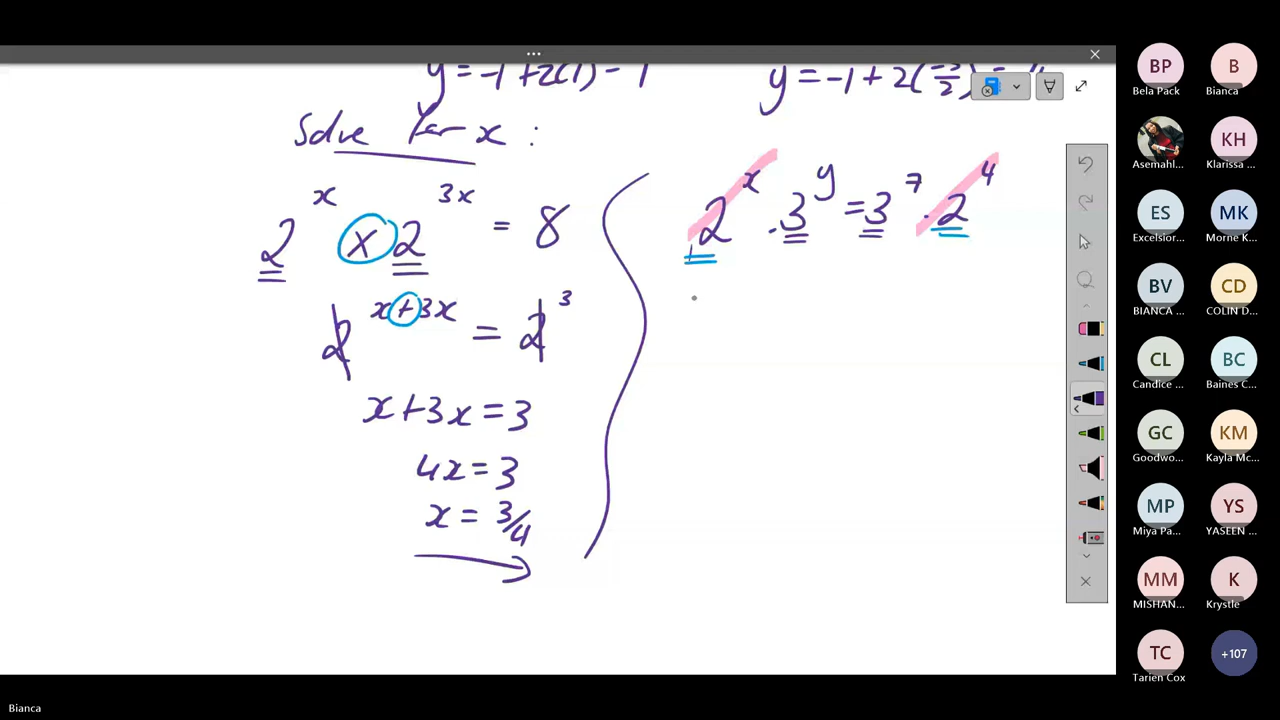 y = -1 + 2(1) - 1
y = -1 + 2(
Solve for x :
2^x × 2^{3x} = 8
2^{x+3x} = 2^3
x + 3x = 3
4x = 3
x = 3/4
2^x . 3^y = 3^7 . 2^4
BP
Bela Pack
B
Bianca
Asemahl...
KH
Klarissa ...
ES
Excelsior...
MK
Morne K...
BV
BIANCA ...
CD
COLIN D...
CL
Candice ...
BC
Baines C...
GC
Goodwo...
KM
Kayla Mc...
MP
Miya Pa...
YS
YASEEN ...
MM
MISHAN...
K
Krystle
TC
Tarien Cox
+107
Bianca